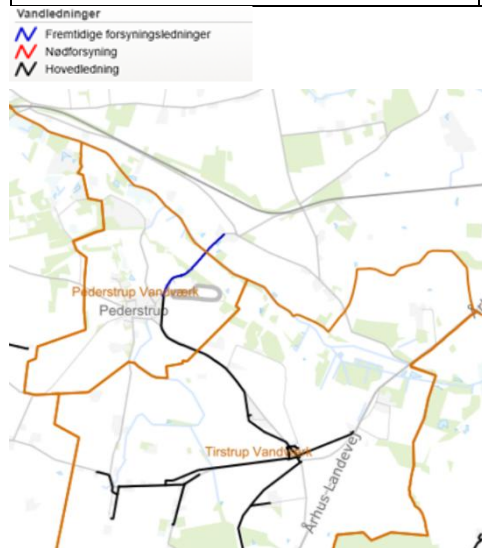 Vandledninger
Fremtidige forsyningsledninger
Nødforsyning
Hovedledning
Pederstrup Vandværk
Pederstrup
Tirstrup Vandværk
Århus-Landevej